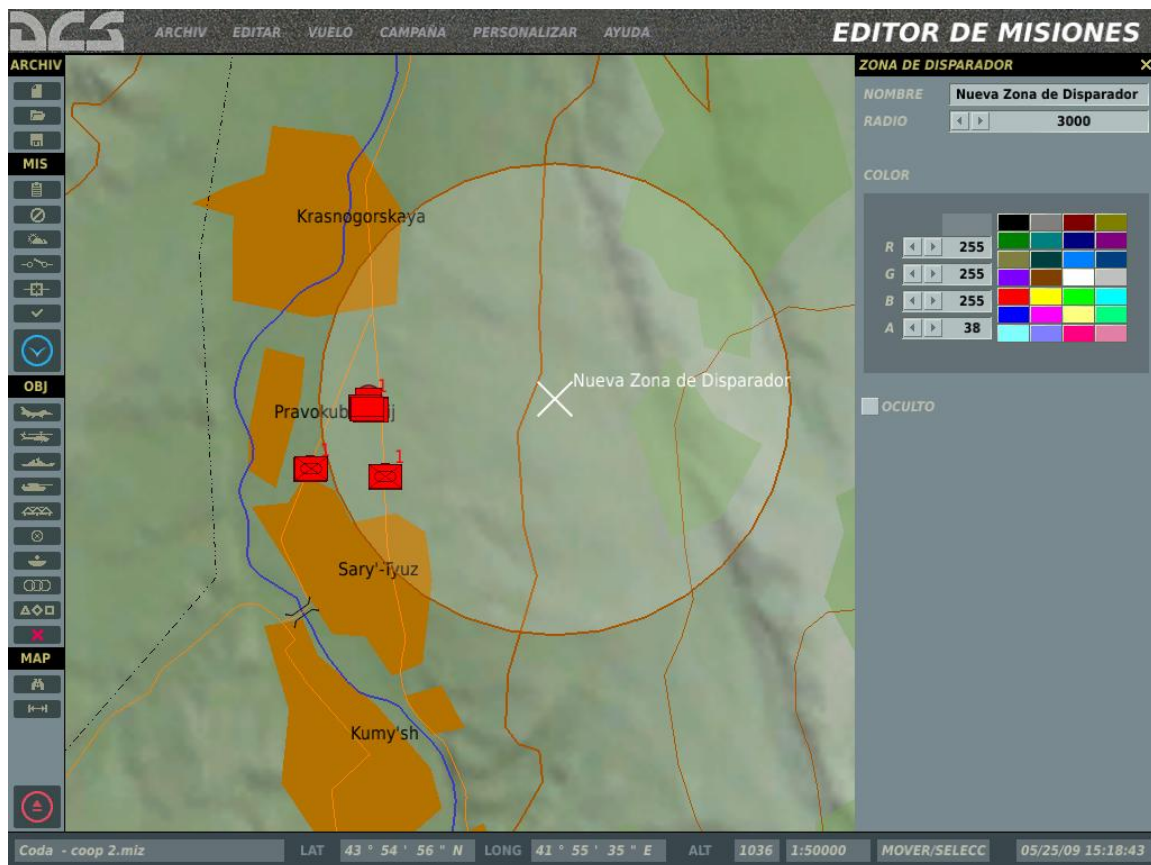 DCS ARCHIV EDITAR VUELO CAMPAÑA PERSONALIZAR AYUDA EDITOR DE MISIONES
ARCHIV
MIS
OBJ
MAP
Krasnogorskaya
1
1
1
Sary'-Tyuz
Kumy'sh
Nueva Zona de Disparador
ZONA DE DISPARADOR
NOMBRE Nueva Zona de Disparador
RADIO 3000
COLOR
R 255
G 255
B 255
A 38
OCULTO
Coda - coop 2.miz LAT 43 ° 54 ' 56 " N LONG 41 ° 55 ' 35 " E ALT 1036 1:50000 MOVER/SELECC 05/25/09 15:18:43